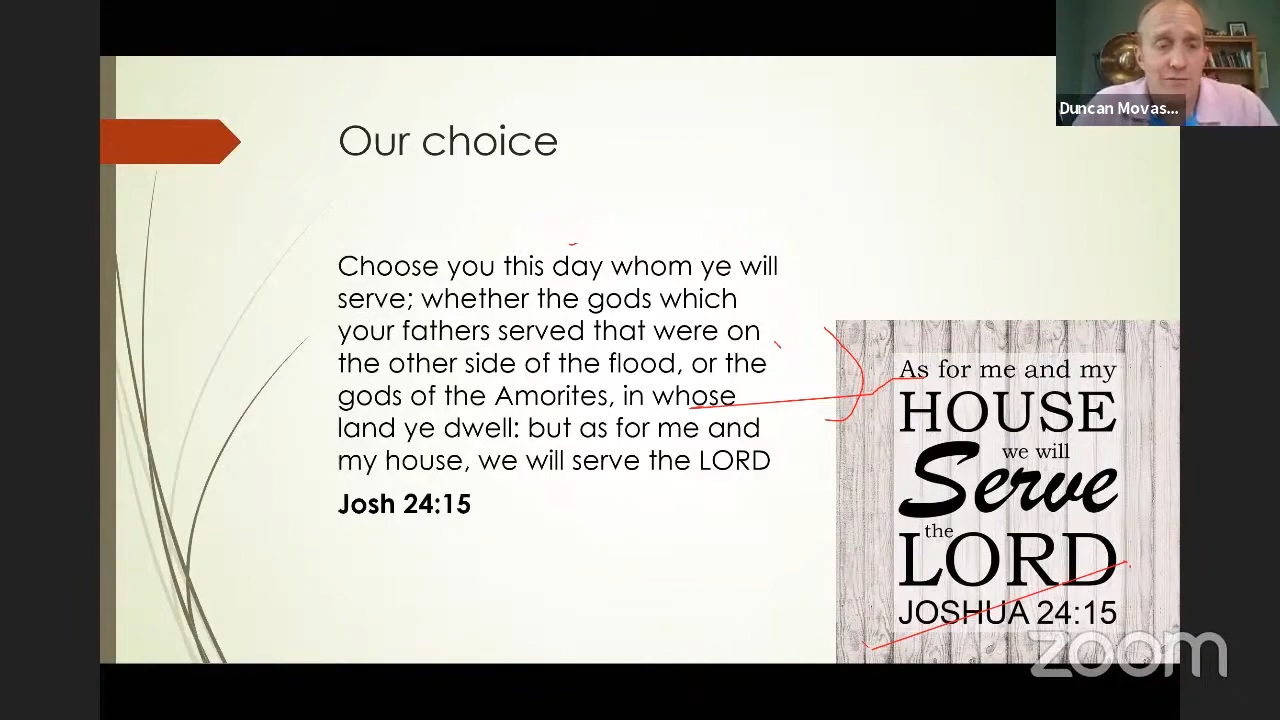 Duncan Movas...
Our choice
Choose you this day whom ye will
serve; whether the gods which
your fathers served that were on
the other side of the flood, or the
gods of the Amorites, in whose
land ye dwell: but as for me and
my house, we will serve the LORD
Josh 24:15
As for me and my
HOUSE
we will
Serve
the
LORD
JOSHUA 24:15
zoom